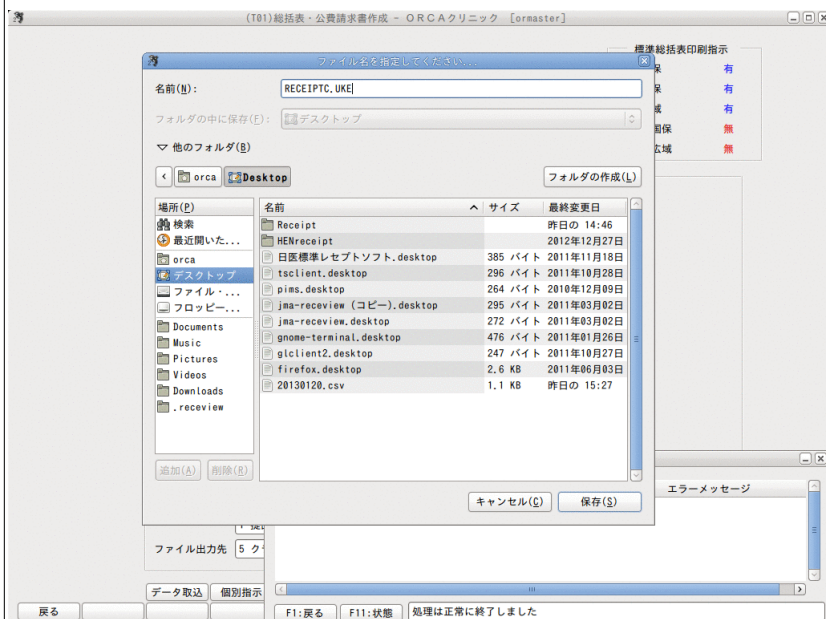 (T01)総括表・公費請求書作成 - ORCAクリニック [ormaster]
標準総括表印刷指示
有
有
有
国保 無
広域 無
ファイル名を指定してください...
名前(N): RECEIPTC.UKE
フォルダの中に保存(F): デスクトップ
他のフォルダ(B)
orca Desktop フォルダの作成(L)
場所(P)
検索
最近開いた...
orca
デスクトップ
ファイル・...
フロッピー...
Documents
Music
Pictures
Videos
Downloads
.receview
名前 サイズ 最終変更日
Receipt 昨日の 14:46
HENreceipt 2012年12月27日
日医標準レセプトソフト.desktop 385 バイト 2011年11月18日
tsclient.desktop 296 バイト 2011年10月28日
pims.desktop 264 バイト 2010年12月09日
jma-receview (コピー).desktop 295 バイト 2011年03月02日
jma-receview.desktop 272 バイト 2011年03月02日
gnome-terminal.desktop 476 バイト 2011年01月26日
glclient2.desktop 247 バイト 2011年10月27日
firefox.desktop 2.6 KB 2011年06月03日
20130120.csv 1.1 KB 昨日の 15:27
追加(A) 削除(R)
キャンセル(C) 保存(S)
エラーメッセージ
ファイル出力先 5 ク
データ取込 個別指示
戻る F1:戻る F11:状態 処理は正常に終了しました